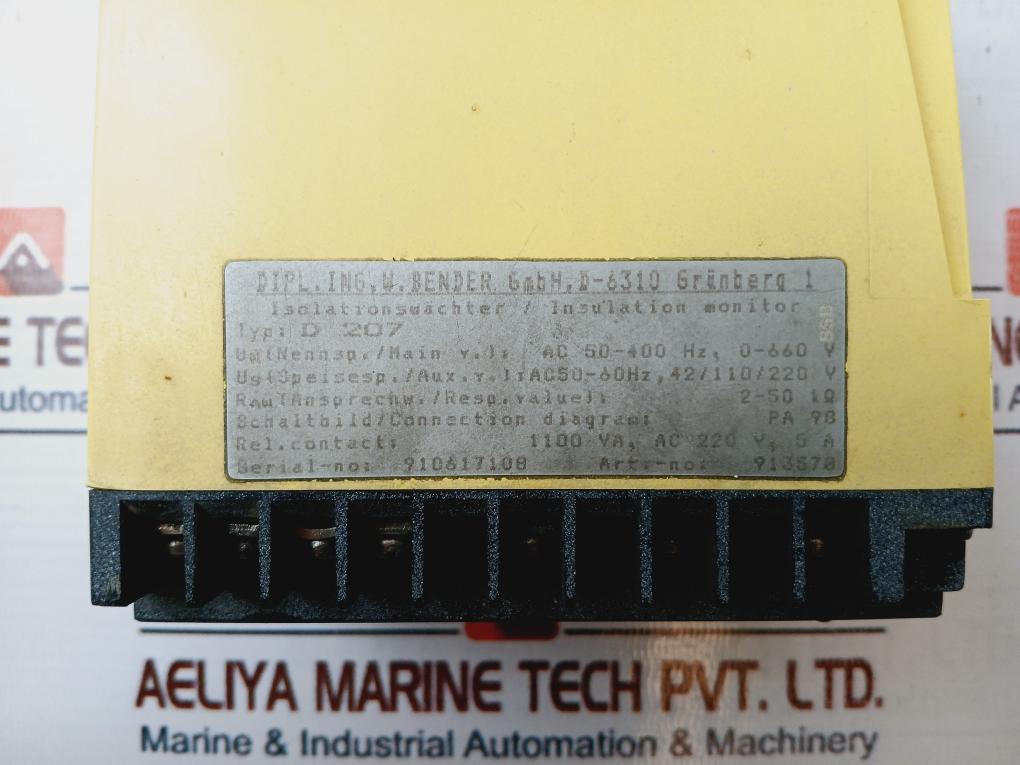 DIPL.ING.W.BENDER GmbH,D-6310 Grünberg 1
Isolationswächter / Insulation monitor
Typ: D 207
Un(Nennsp./Main v.): AC 50-400 Hz, 0-660 V
Us(Speisesp./Aux.v.):AC50-60Hz,42/110/220 V
RAW(Ansprechw./Resp.value): 2-50 kΩ
Schaltbild/Connection diagram: PA 98
Rel.contact: 1100 VA, AC 220 V, 5 A
Serial-no: 910617108 Art.-no:
AELIYA MARINE TECH PVT. LTD.
Marine & Industrial Automation & Machinery